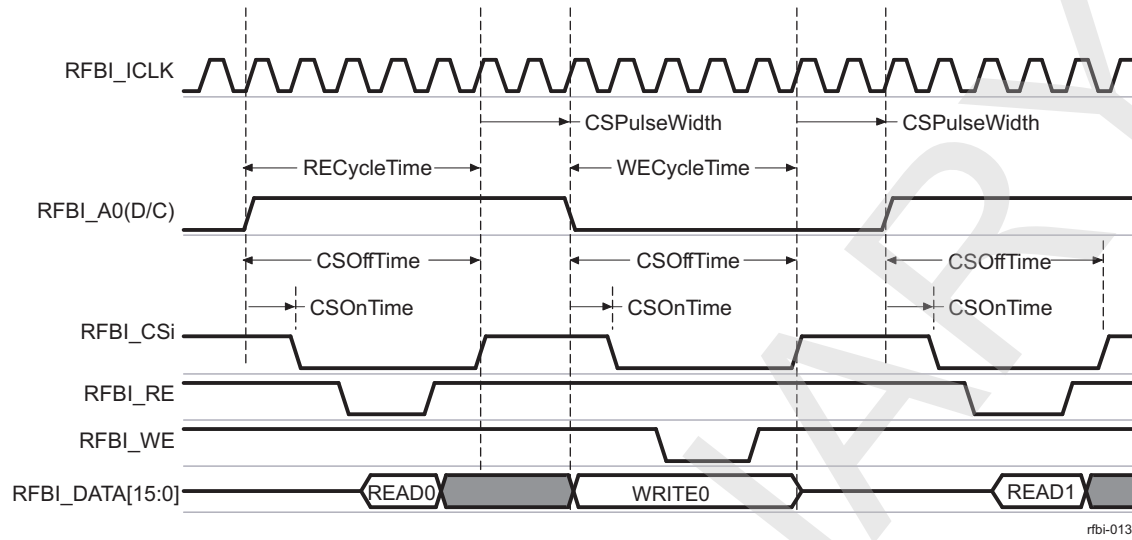 RFBI_ICLK
CSPulseWidth CSPulseWidth
RECycleTime WECycleTime
RFBI_A0(D/C)
CSOffTime CSOffTime CSOffTime
CSOnTime CSOnTime CSOnTime
RFBI_CSi
RFBI_RE
RFBI_WE
RFBI_DATA[15:0] READ0 WRITE0 READ1
rfbi-013